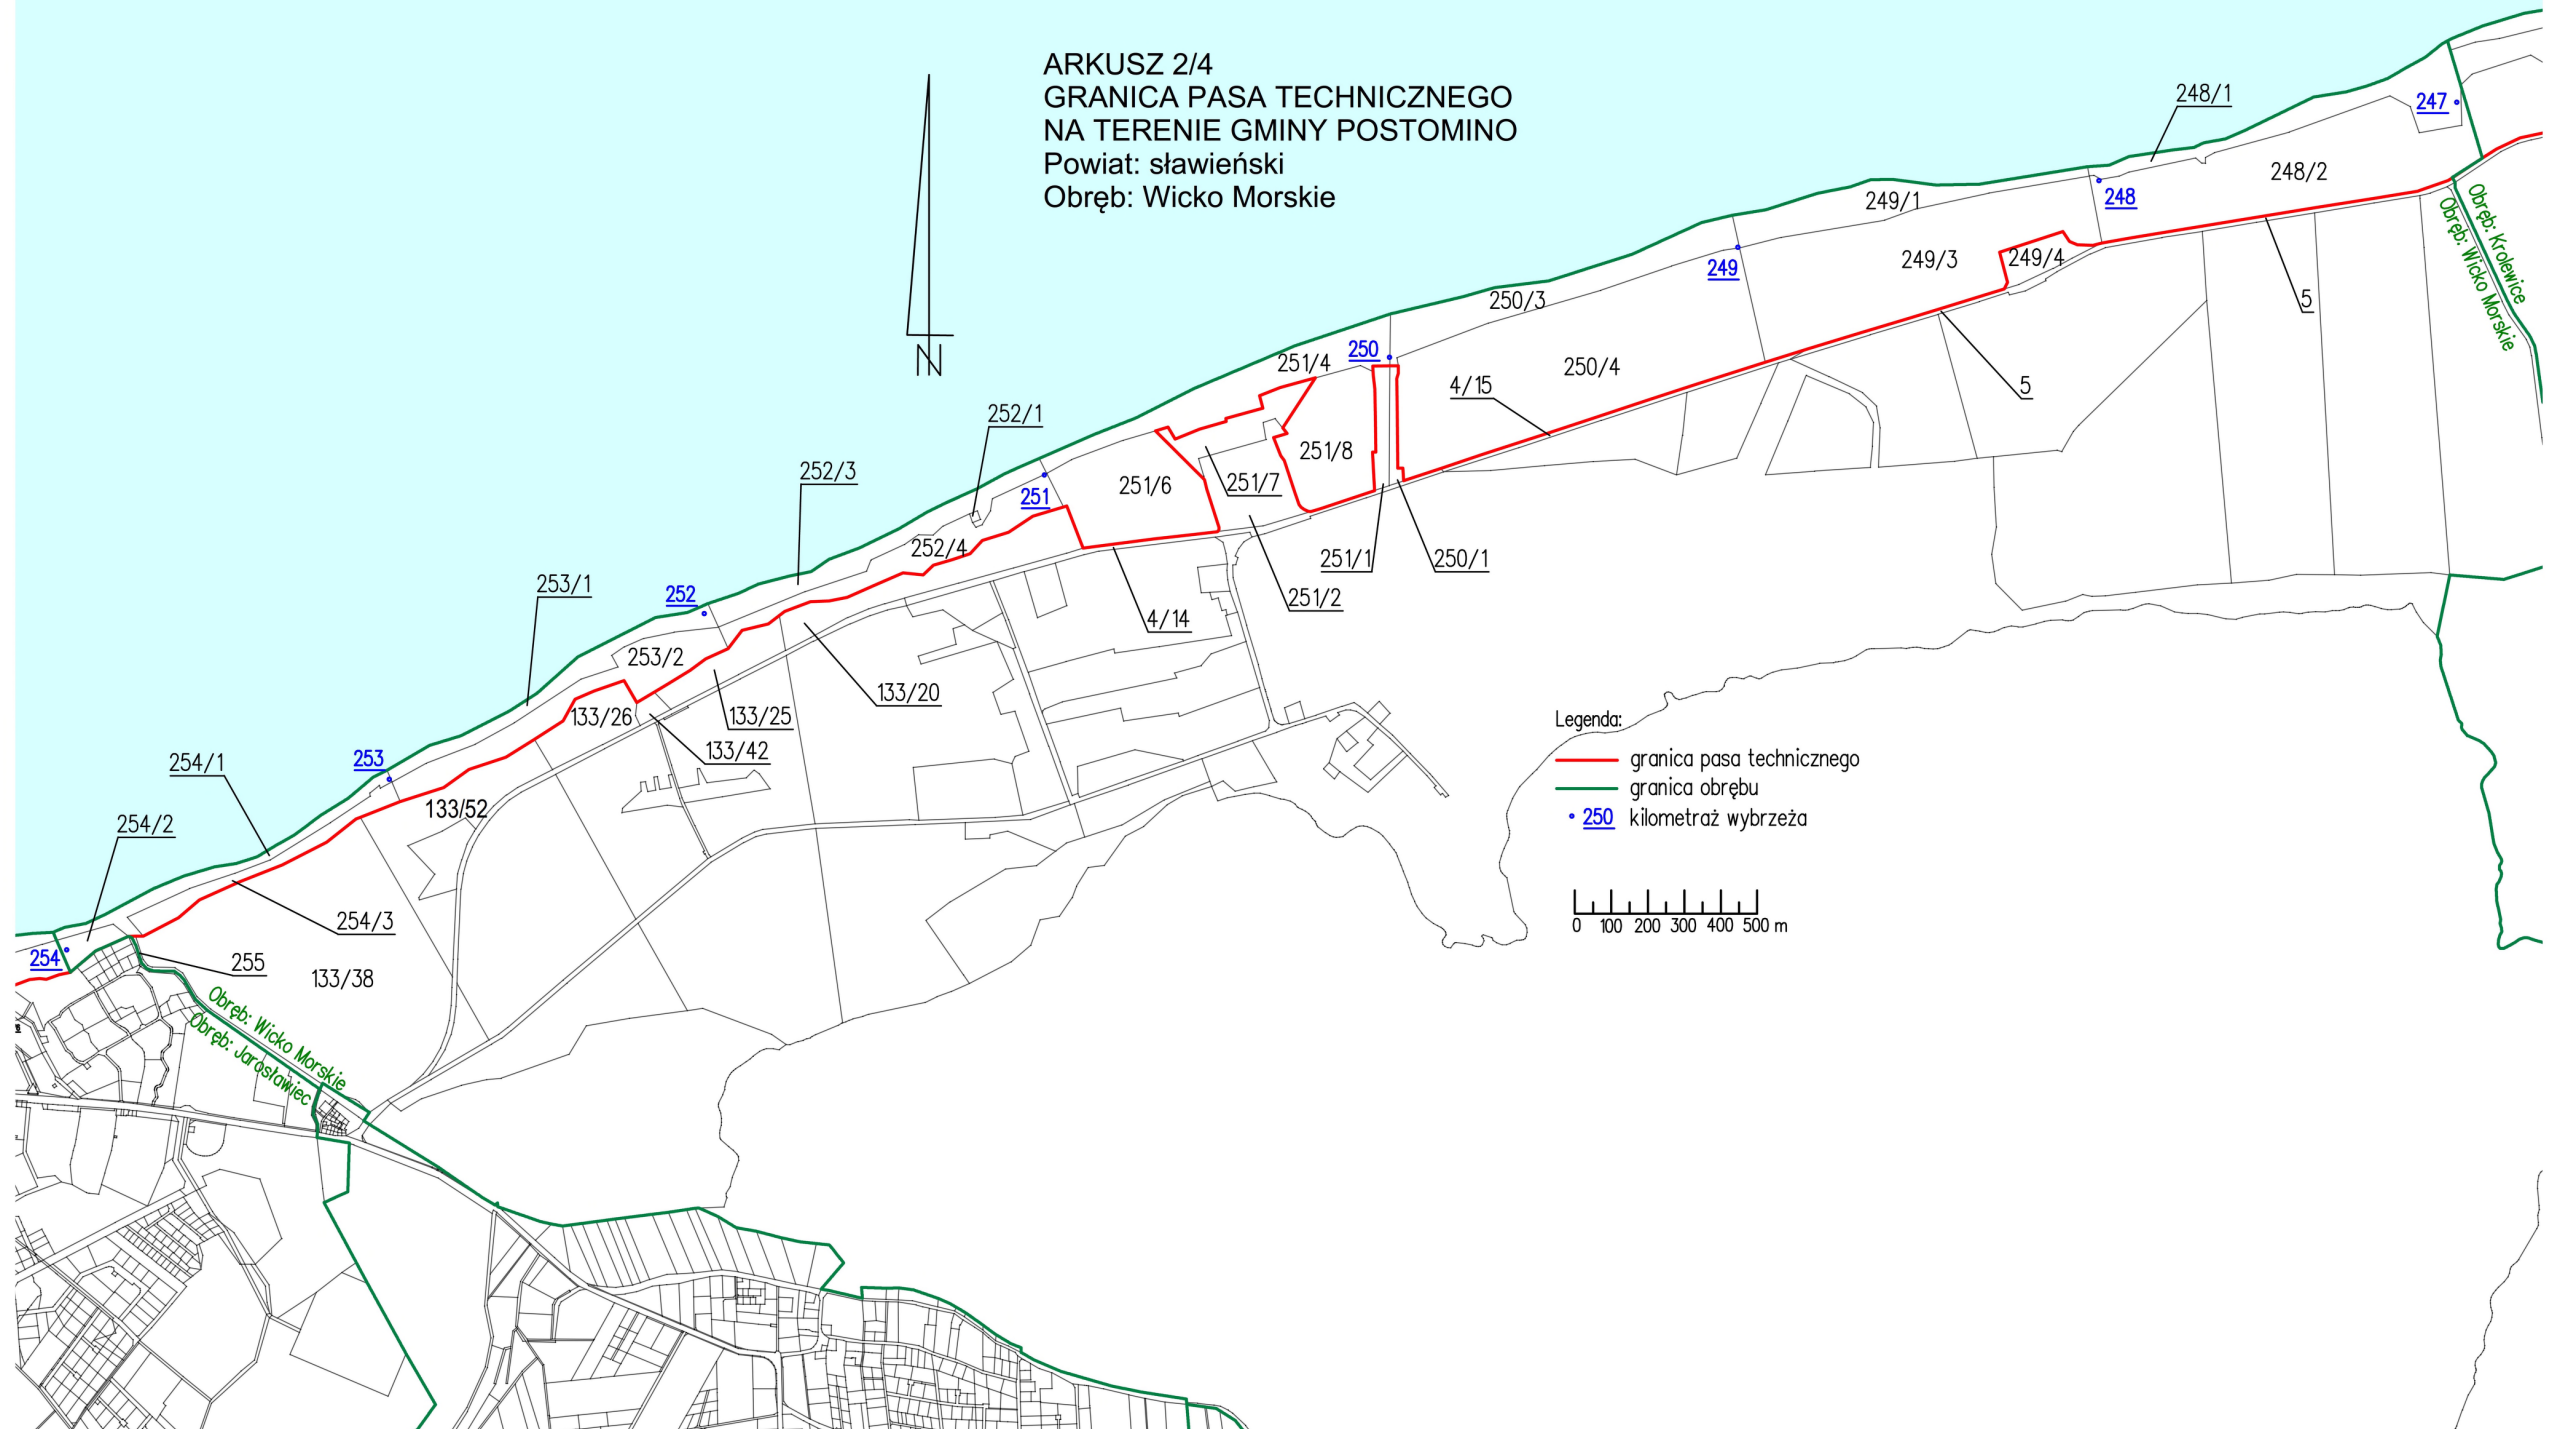 ARKUSZ 2/4
GRANICA PASA TECHNICZNEGO
NA TERENIE GMINY POSTOMINO
Powiat: sławieński
Obręb: Wicko Morskie
N
248/1
247
248/2
248
249/1
249
249/3
249/4
5
5
Obręb: Krolewice
Obręb: Wicko Morskie
250/3
250
251/4
250/4
4/15
252/1
251/8
252/3
251
251/6
251/7
252/4
251/1
250/1
253/1
252
251/2
4/14
253/2
133/20
133/26
133/25
133/42
254/1
253
133/52
254/2
254/3
254
255
133/38
Obręb: Wicko Morskie
Obręb: Jarosławiec
Legenda:
granica pasa technicznego
granica obrębu
250 kilometraż wybrzeża
0 100 200 300 400 500 m